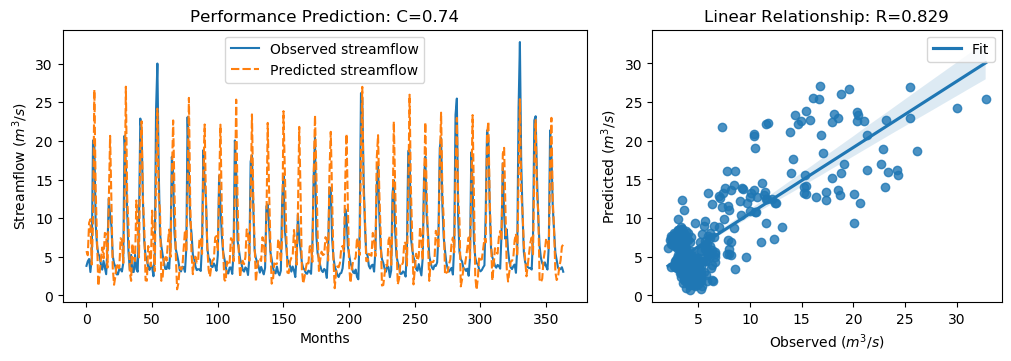 Performance Prediction: C=0.74
Observed streamflow
Predicted streamflow
Streamflow (m³/s)
30
25
20
15
10
5
0
0 50 100 150 200 250 300 350
Months
Linear Relationship: R=0.829
Fit
Predicted (m³/s)
30
25
20
15
10
5
0
5 10 15 20 25 30
Observed (m³/s)